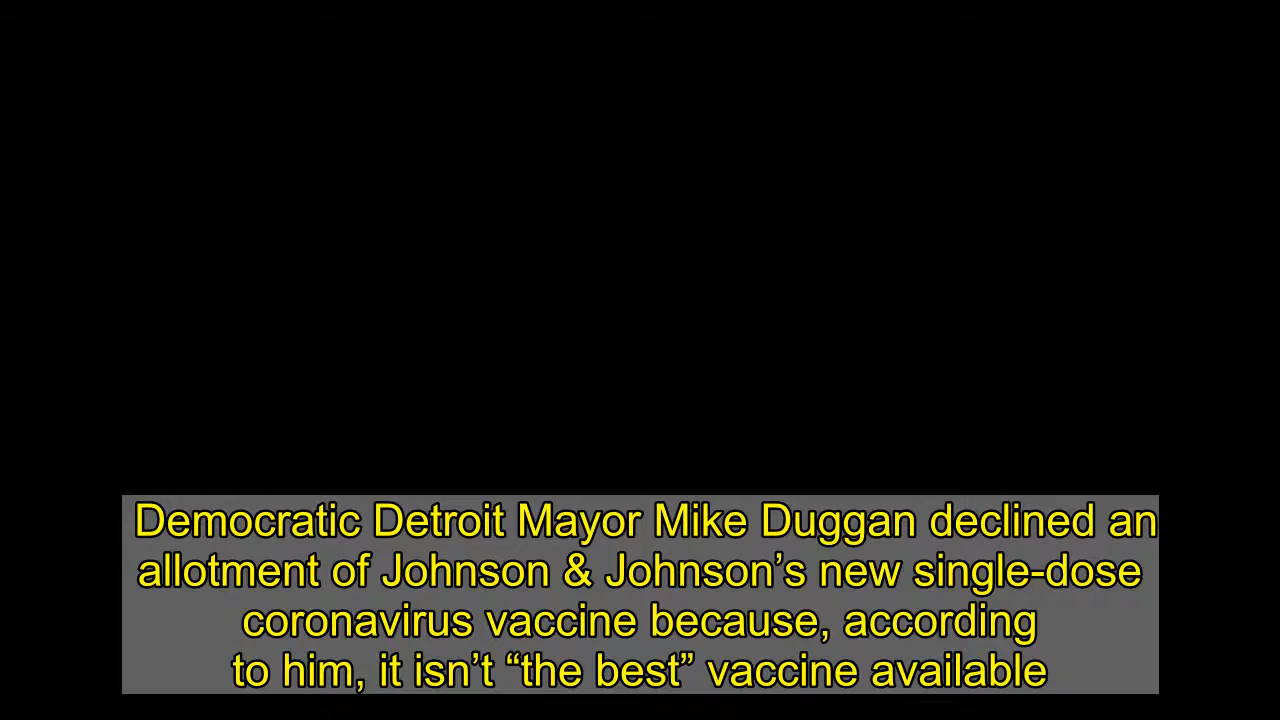 Democratic Detroit Mayor Mike Duggan declined an
allotment of Johnson & Johnson’s new single-dose
coronavirus vaccine because, according
to him, it isn’t “the best” vaccine available